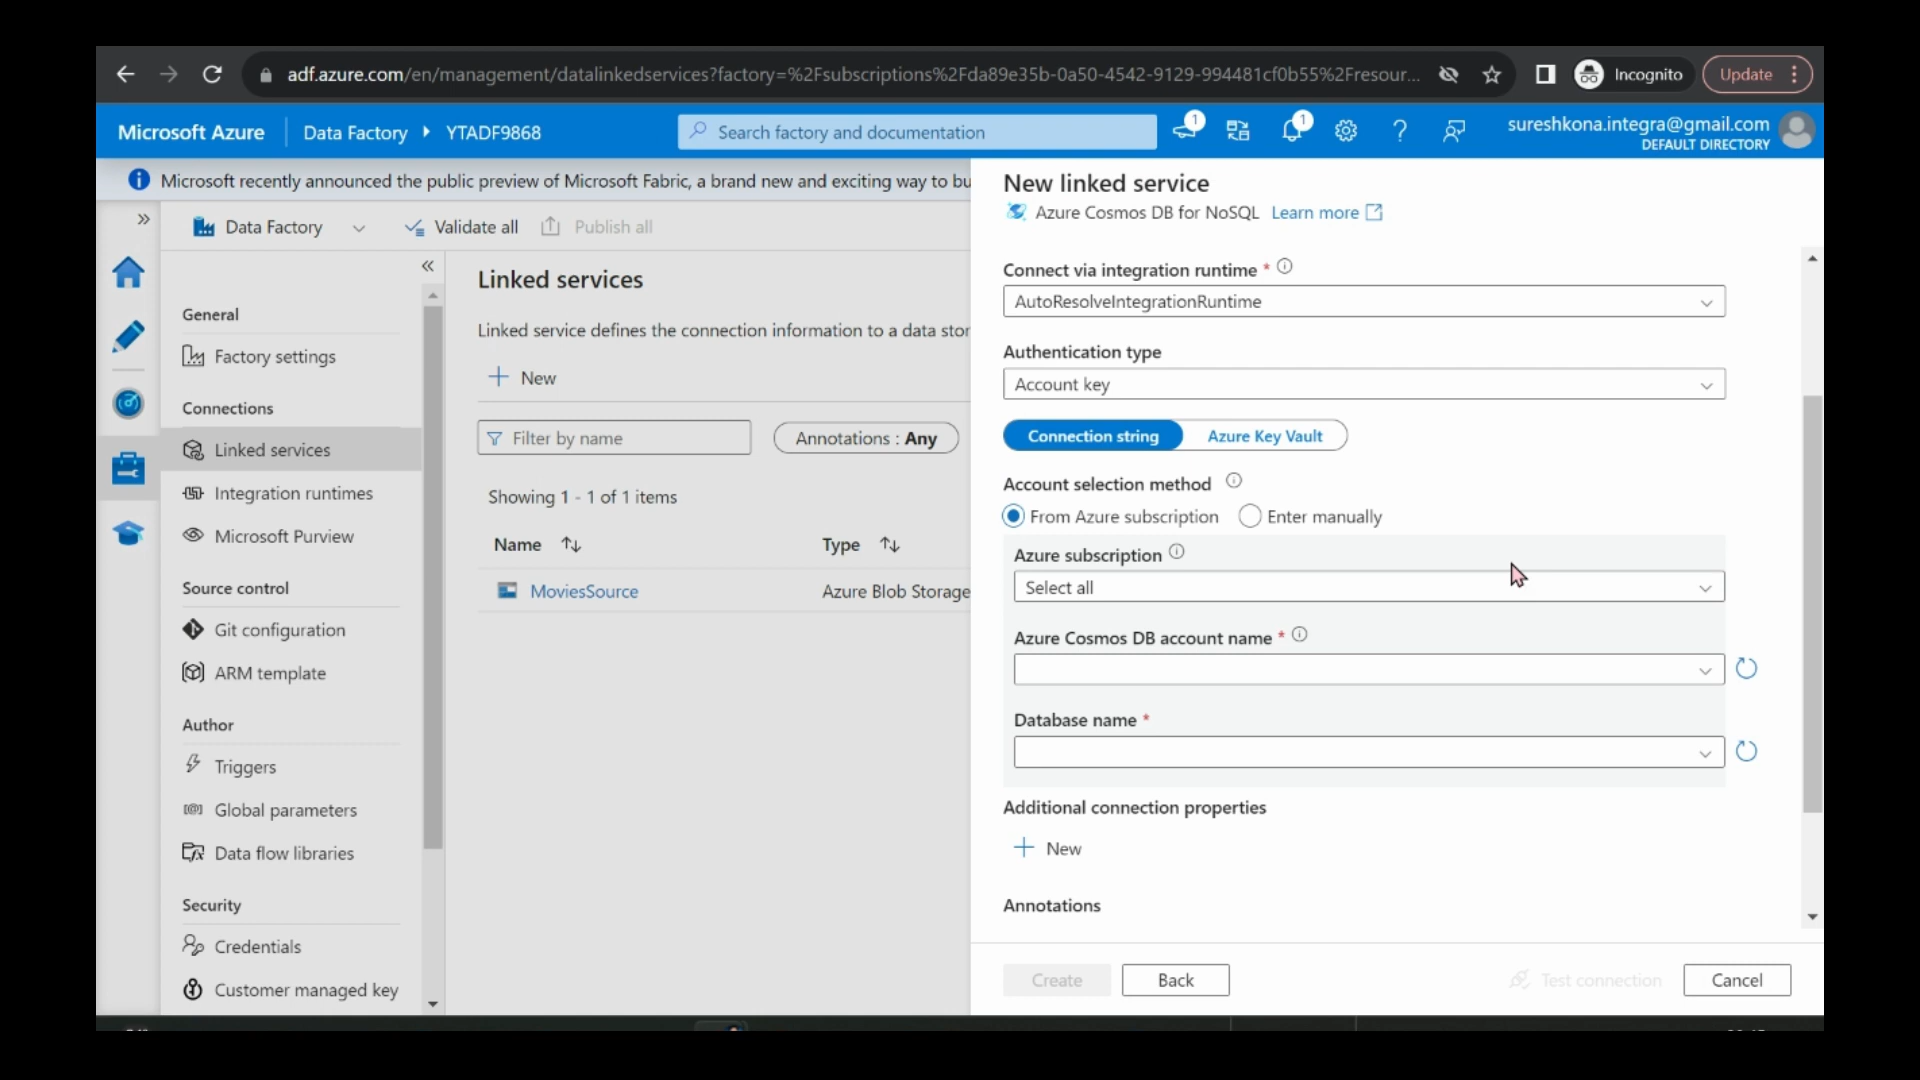 adf.azure.com/en/management/datalinkedservices?factory=%2Fsubscriptions%2Fda89e35b-0a50-4542-9129-994481cf0b55%2Fresour...
Incognito
Update
Microsoft Azure
Data Factory
YTADF9868
Search factory and documentation
1
1
sureshkona.integra@gmail.com
DEFAULT DIRECTORY
Microsoft recently announced the public preview of Microsoft Fabric, a brand new and exciting way to bu
Data Factory
Validate all
Publish all
General
Factory settings
Connections
Linked services
Integration runtimes
Microsoft Purview
Source control
Git configuration
ARM template
Author
Triggers
Global parameters
Data flow libraries
Security
Credentials
Customer managed key
Linked services
Linked service defines the connection information to a data stor
New
Filter by name
Annotations : Any
Showing 1 - 1 of 1 items
Name
Type
MoviesSource
Azure Blob Storage
New linked service
Azure Cosmos DB for NoSQL Learn more
Connect via integration runtime *
AutoResolveIntegrationRuntime
Authentication type
Account key
Connection string
Azure Key Vault
Account selection method
From Azure subscription
Enter manually
Azure subscription
Select all
Azure Cosmos DB account name *
Database name *
Additional connection properties
New
Annotations
Create
Back
Test connection
Cancel